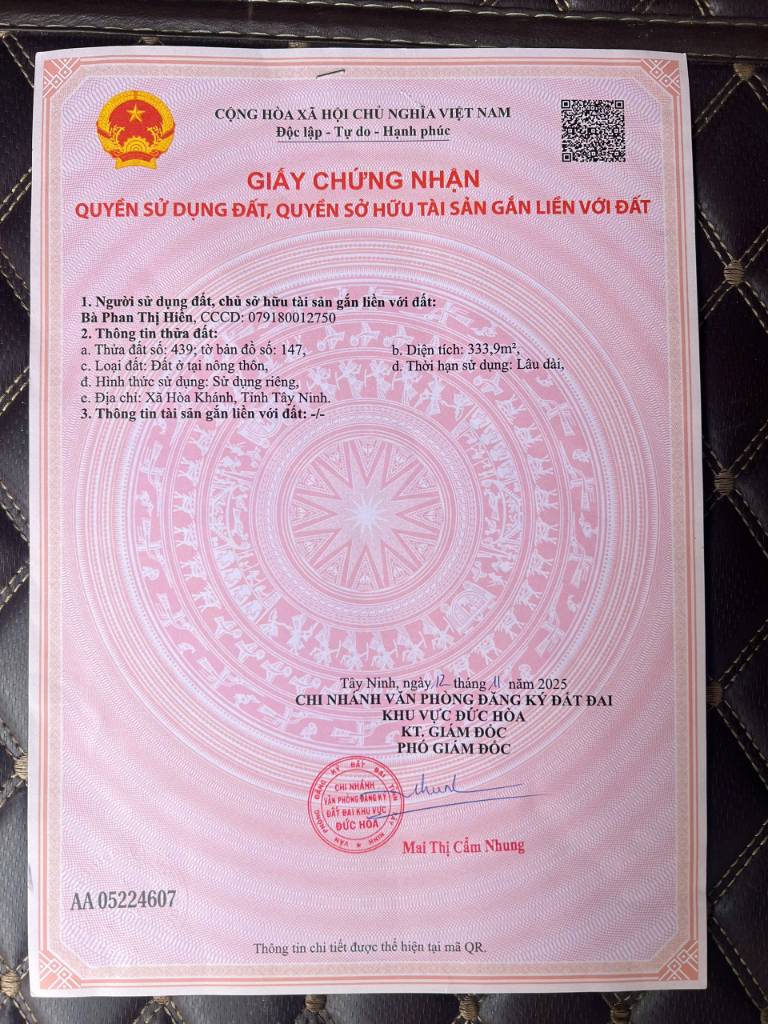 CỘNG HÒA XÃ HỘI CHỦ NGHĨA VIỆT NAM
Độc lập - Tự do - Hạnh phúc
GIẤY CHỨNG NHẬN
QUYỀN SỬ DỤNG ĐẤT, QUYỀN SỞ HỮU TÀI SẢN GẮN LIỀN VỚI ĐẤT
1. Người sử dụng đất, chủ sở hữu tài sản gắn liền với đất:
Bà Phan Thị Hiền, CCCD: 079180012750
2. Thông tin thửa đất:
a. Thửa đất số: 439; tờ bản đồ số: 147, b. Diện tích: 333,9m²,
c. Loại đất: Đất ở tại nông thôn, d. Thời hạn sử dụng: Lâu dài,
đ. Hình thức sử dụng: Sử dụng riêng,
e. Địa chỉ: Xã Hòa Khánh, Tỉnh Tây Ninh.
3. Thông tin tài sản gắn liền với đất: -/-
Tây Ninh, ngày 12 tháng 11 năm 2025
CHI NHÁNH VĂN PHÒNG ĐĂNG KÝ ĐẤT ĐAI
KHU VỰC ĐỨC HÒA
KT. GIÁM ĐỐC
PHÓ GIÁM ĐỐC
VĂN PHÒNG ĐĂNG KÝ ĐẤT ĐAI TÂY NINH
CHI NHÁNH
VĂN PHÒNG ĐĂNG KÝ
ĐẤT ĐAI KHU VỰC
ĐỨC HÒA
Mai Thị Cẩm Nhung
AA 05224607
Thông tin chi tiết được thể hiện tại mã QR.